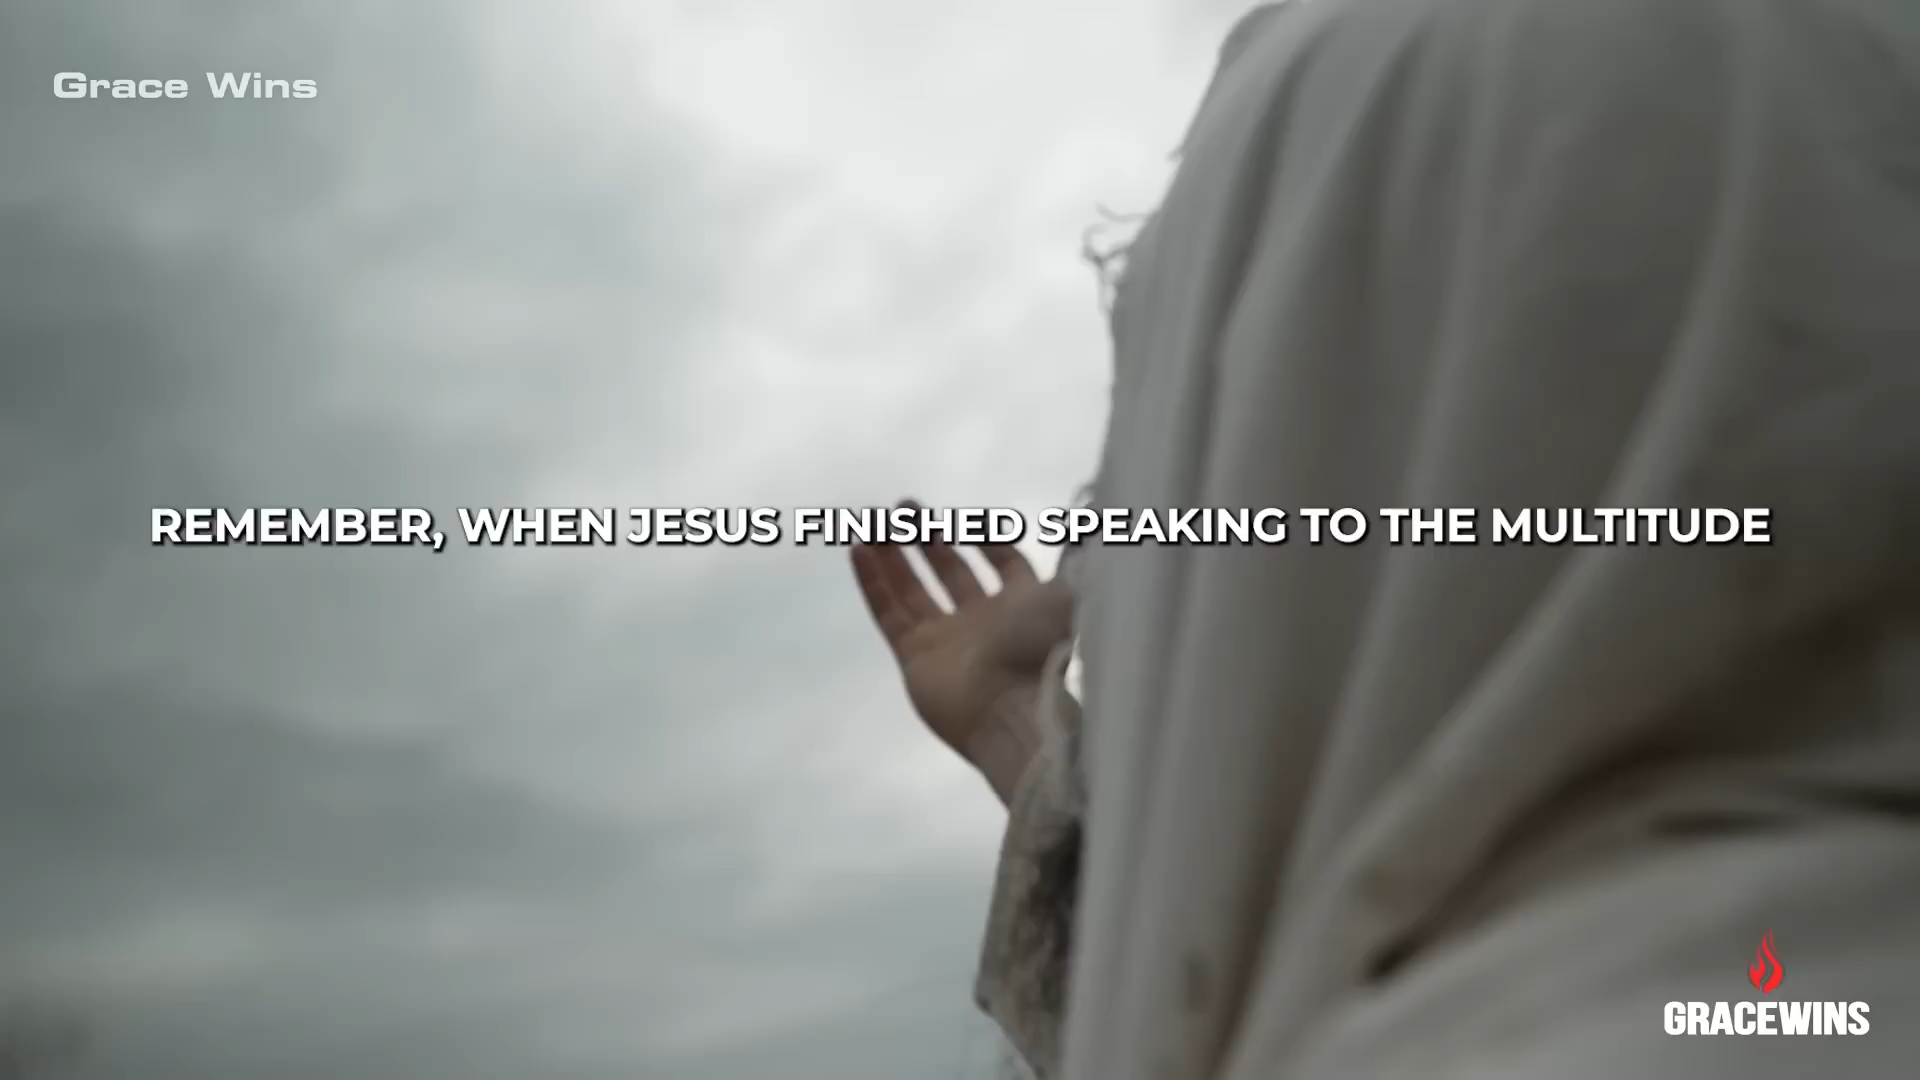 Grace Wins
REMEMBER, WHEN JESUS FINISHED SPEAKING TO THE MULTITUDE
GRACEWINS